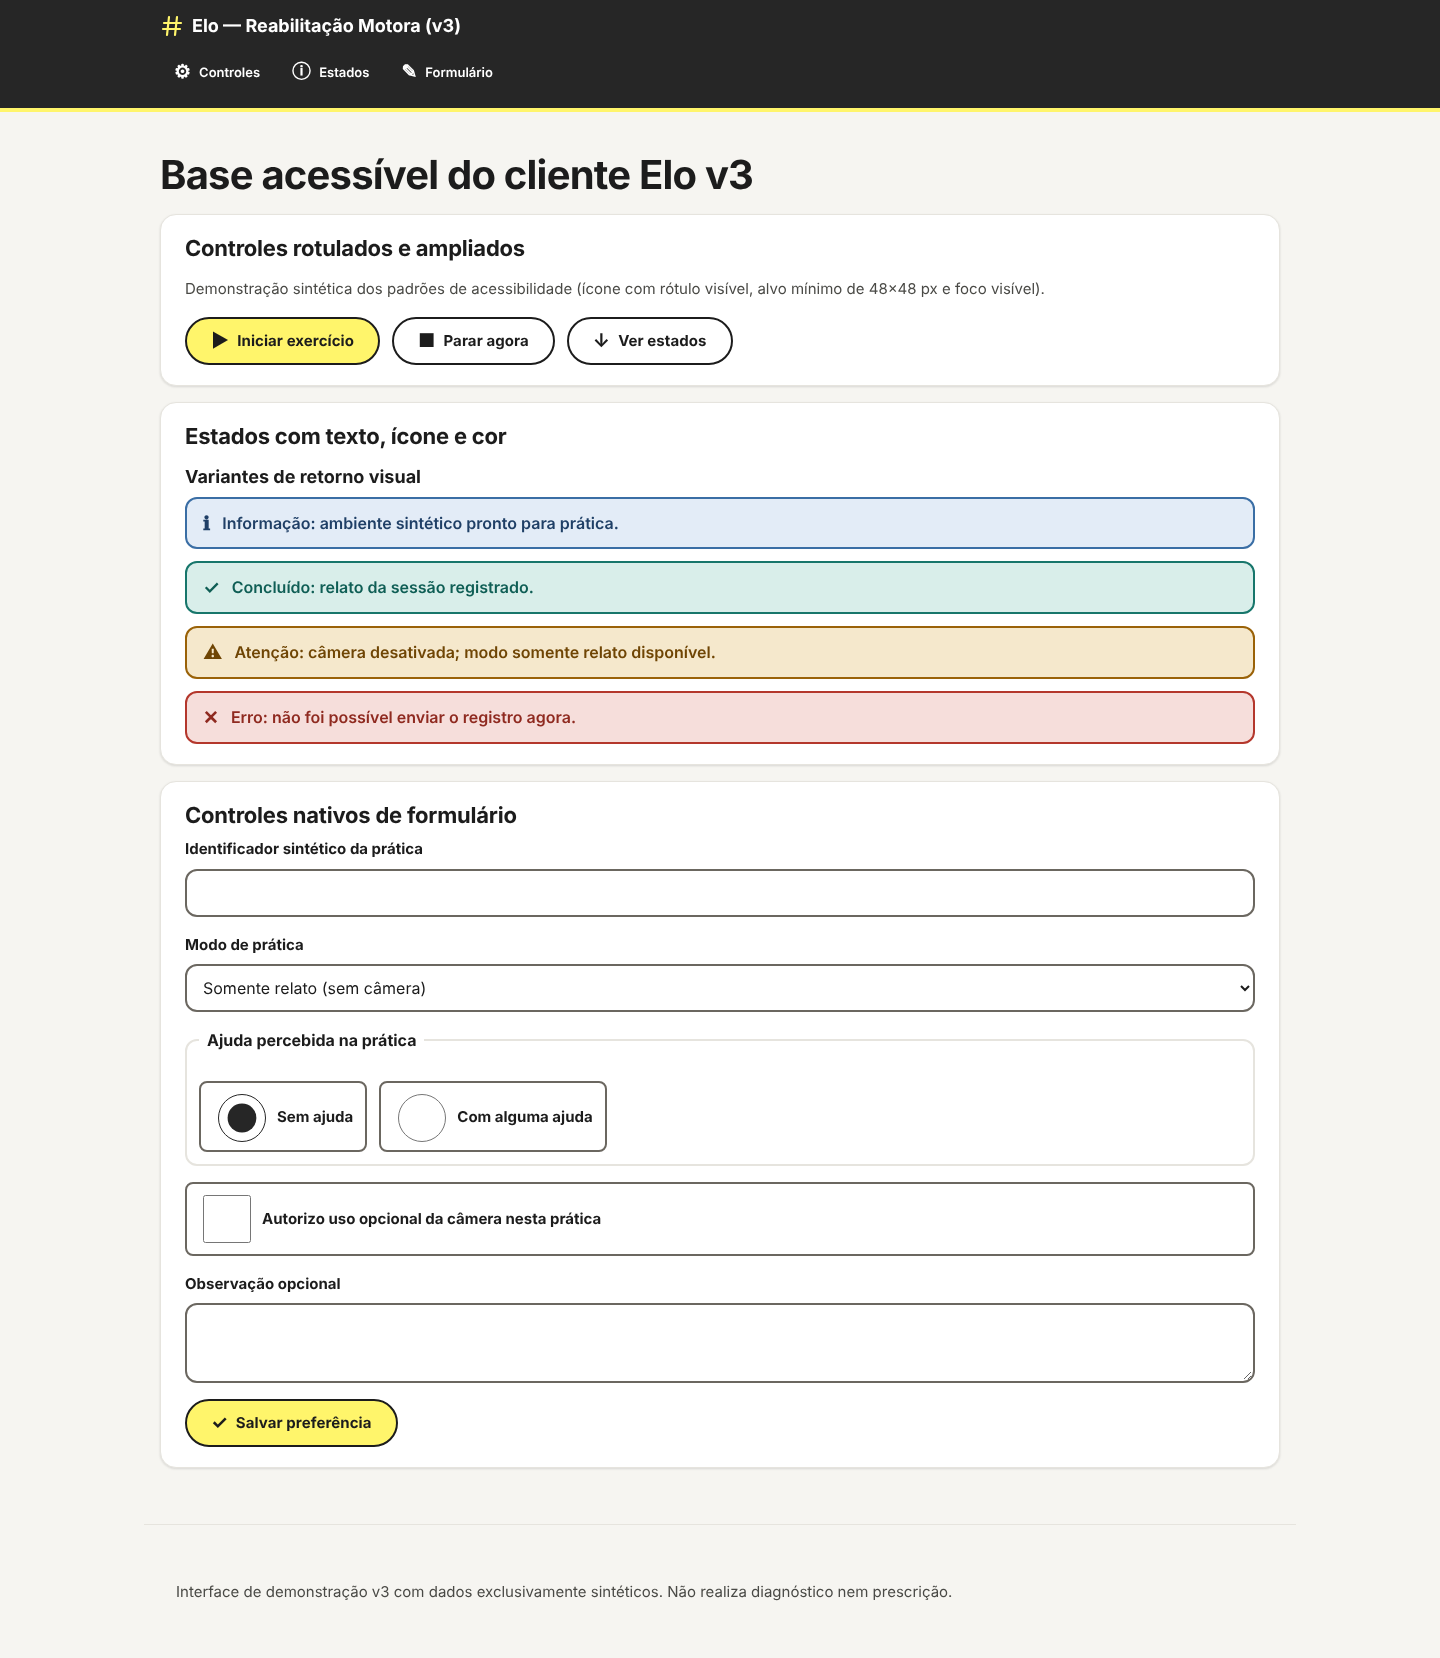 # Elo — Reabilitação Motora (v3)
⚙ Controles ⓘ Estados ✎ Formulário
Base acessível do cliente Elo v3
Controles rotulados e ampliados
Demonstração sintética dos padrões de acessibilidade (ícone com rótulo visível, alvo mínimo de 48×48 px e foco visível).
▶ Iniciar exercício ■ Parar agora ↓ Ver estados
Estados com texto, ícone e cor
Variantes de retorno visual
ℹ Informação: ambiente sintético pronto para prática.
✓ Concluído: relato da sessão registrado.
⚠ Atenção: câmera desativada; modo somente relato disponível.
✕ Erro: não foi possível enviar o registro agora.
Controles nativos de formulário
Identificador sintético da prática
Modo de prática
Somente relato (sem câmera)
Ajuda percebida na prática
Sem ajuda Com alguma ajuda
Autorizo uso opcional da câmera nesta prática
Observação opcional
✓ Salvar preferência
Interface de demonstração v3 com dados exclusivamente sintéticos. Não realiza diagnóstico nem prescrição.